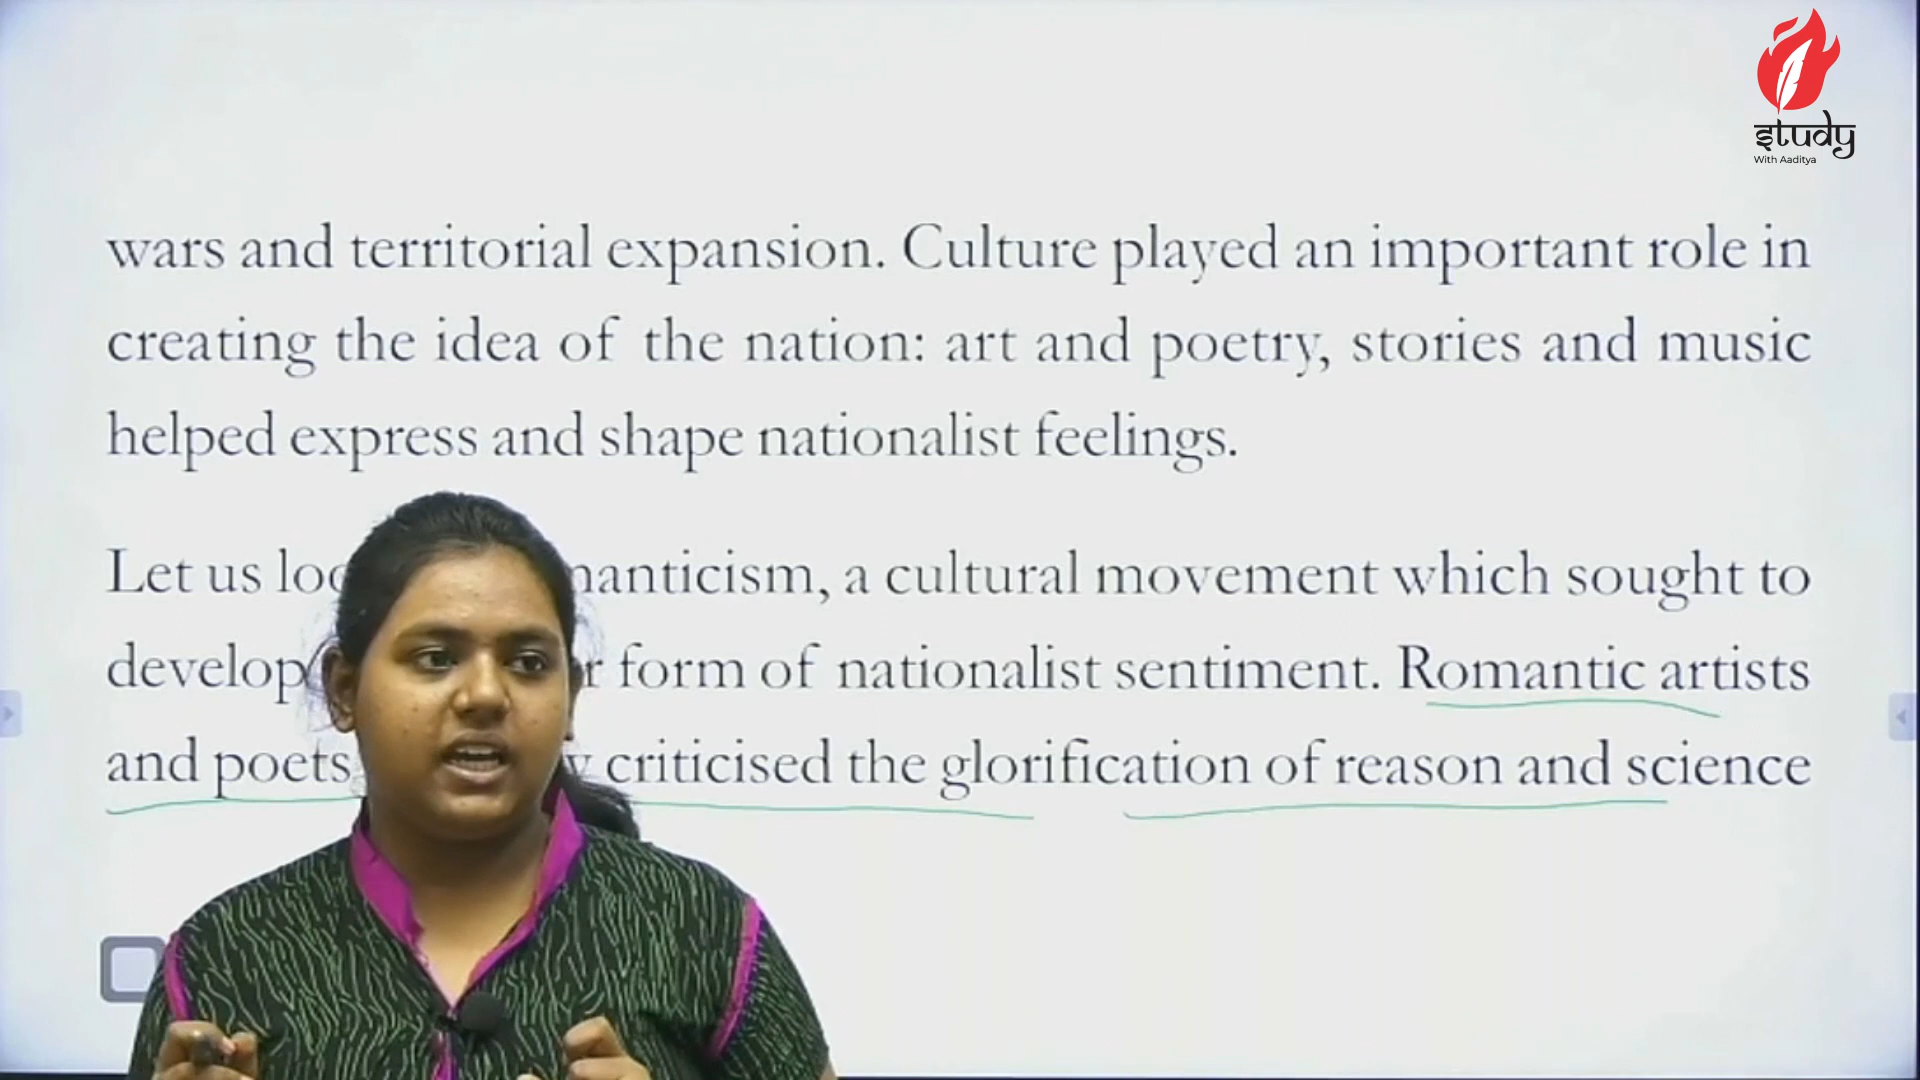 study
With Aaditya
wars and territorial expansion. Culture played an important role in
creating the idea of the nation: art and poetry, stories and music
helped express and shape nationalist feelings.
Let us manticism, a cultural movement which sought to
develop form of nationalist sentiment. Romantic artists
and poets criticised the glorification of reason and science